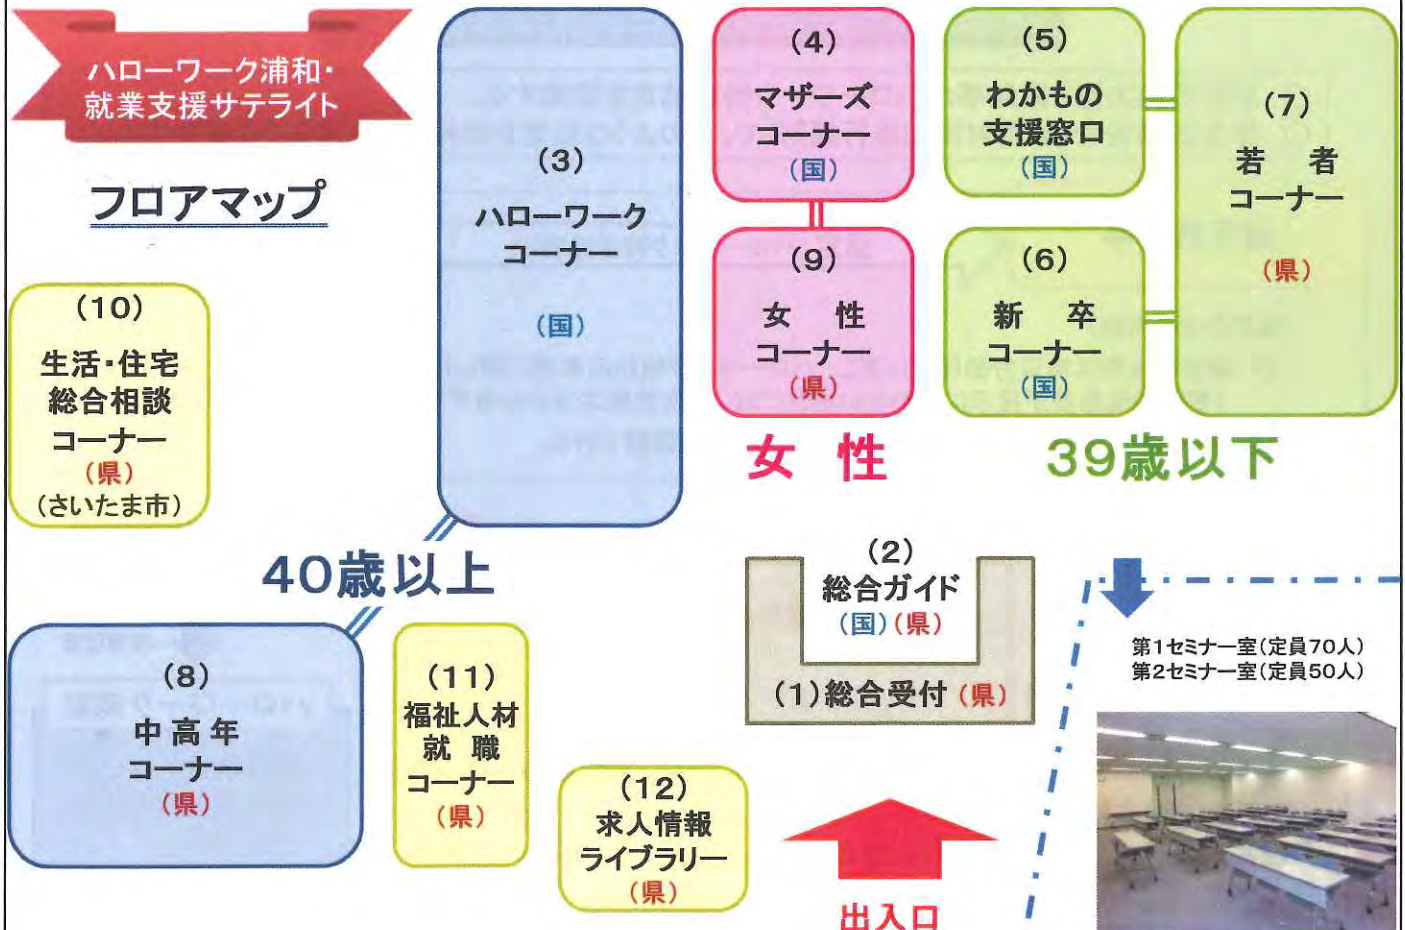 ハローワーク浦和・
就業支援サテライト
フロアマップ
(3)
ハローワーク
コーナー
(国)
(4)
マザーズ
コーナー
(国)
(5)
わかもの
支援窓口
(国)
(7)
若 者
コーナー
(県)
(9)
女 性
コーナー
(県)
(6)
新 卒
コーナー
(国)
女 性
39歳以下
(10)
生活・住宅
総合相談
コーナー
(県)
(さいたま市)
40歳以上
(2)
総合ガイド
(国)(県)
(1)総合受付(県)
第1セミナー室(定員70人)
第2セミナー室(定員50人)
(8)
中高年
コーナー
(県)
(11)
福祉人材
就 職
コーナー
(県)
(12)
求人情報
ライブラリー
(県)
出入口